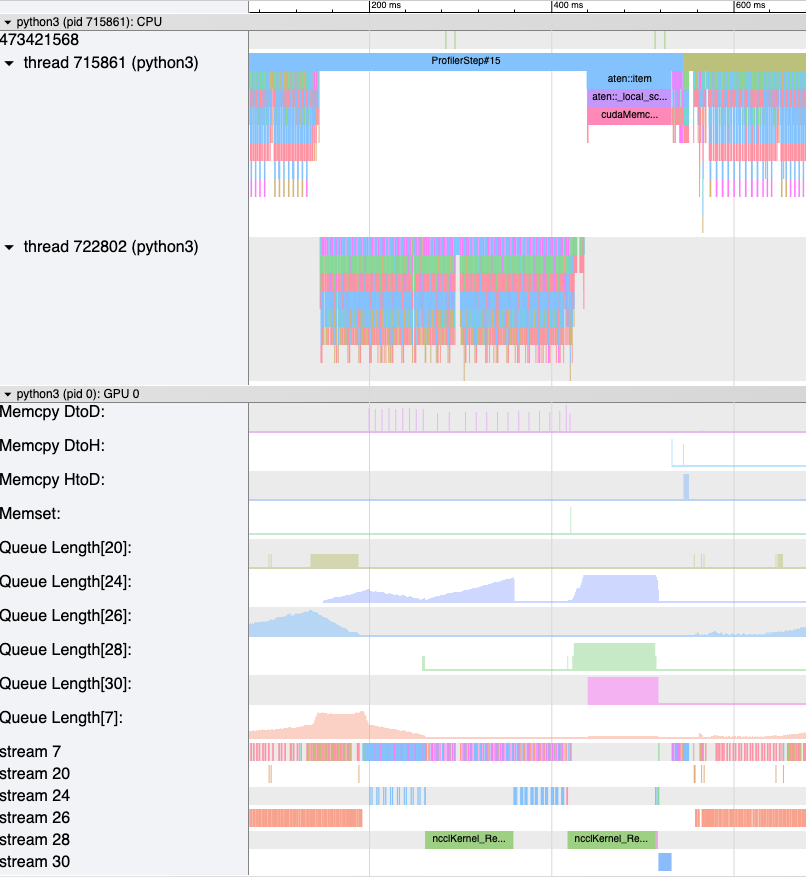 200 ms
400 ms
600 ms
python3 (pid 715861): CPU
473421568
thread 715861 (python3)
ProfilerStep#15
aten::item
aten::_local_sc...
cudaMemc...
thread 722802 (python3)
python3 (pid 0): GPU 0
Memcpy DtoD:
Memcpy DtoH:
Memcpy HtoD:
Memset:
Queue Length[20]:
Queue Length[24]:
Queue Length[26]:
Queue Length[28]:
Queue Length[30]:
Queue Length[7]:
stream 7
stream 20
stream 24
stream 26
stream 28
ncclKernel_Re...
ncclKernel_Re...
stream 30